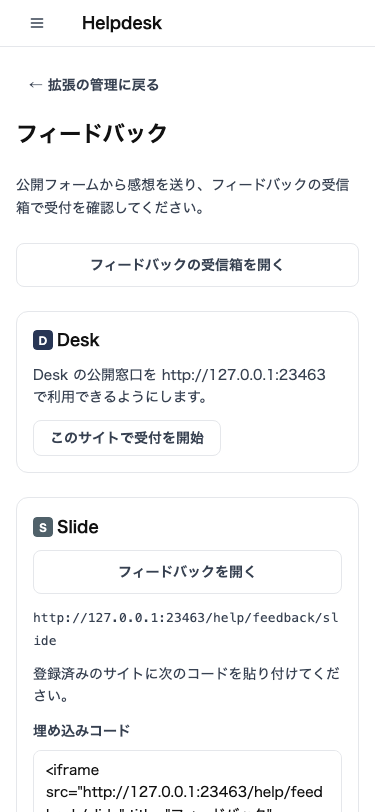 Helpdesk
← 拡張の管理に戻る
フィードバック
公開フォームから感想を送り、フィードバックの受信
箱で受付を確認してください。
フィードバックの受信箱を開く
D Desk
Desk の公開窓口を http://127.0.0.1:23463
で利用できるようにします。
このサイトで受付を開始
S Slide
フィードバックを開く
http://127.0.0.1:23463/help/feedback/sl
ide
登録済みのサイトに次のコードを貼り付けてくだ
さい。
埋め込みコード
<iframe
src="http://127.0.0.1:23463/help/feed